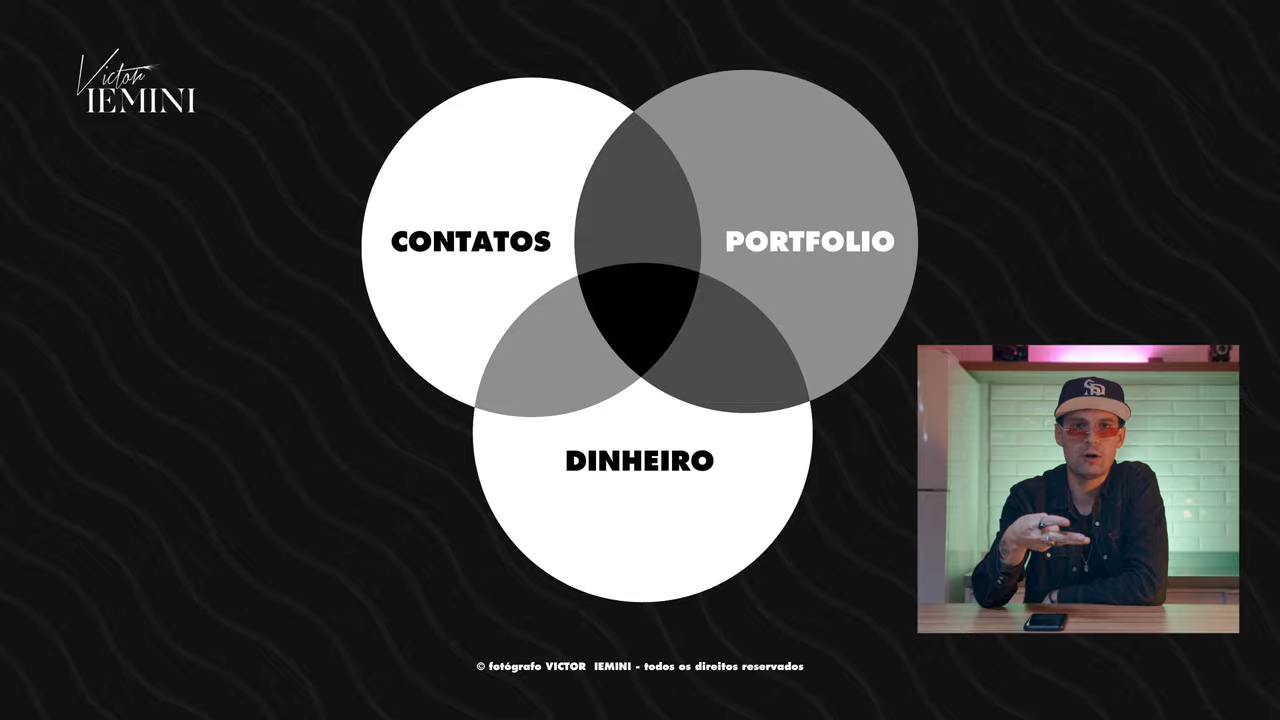 Victor
IEMINI
CONTATOS
PORTFOLIO
DINHEIRO
© fotógrafo VICTOR IEMINI - todos os direitos reservados